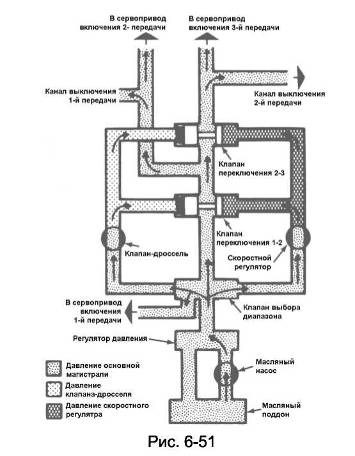 В сервопривод
включения 2- передачи
В сервопривод
включения 3-й передачи
Канал выключения
1-й передачи
Канал выключения
2-й передачи
Клапан
переключения 2-3
Клапан
переключения 1-2
Клапан-дроссель
Скоростной
регулятор
В сервопривод
включения
1-й передачи
Клапан выбора
диапазона
Регулятор давления
Масляный
насос
Давление основной
магистрали
Давление
клапана-дросселя
Давление скоростного
регулятра
Масляный
поддон
Рис. 6-51